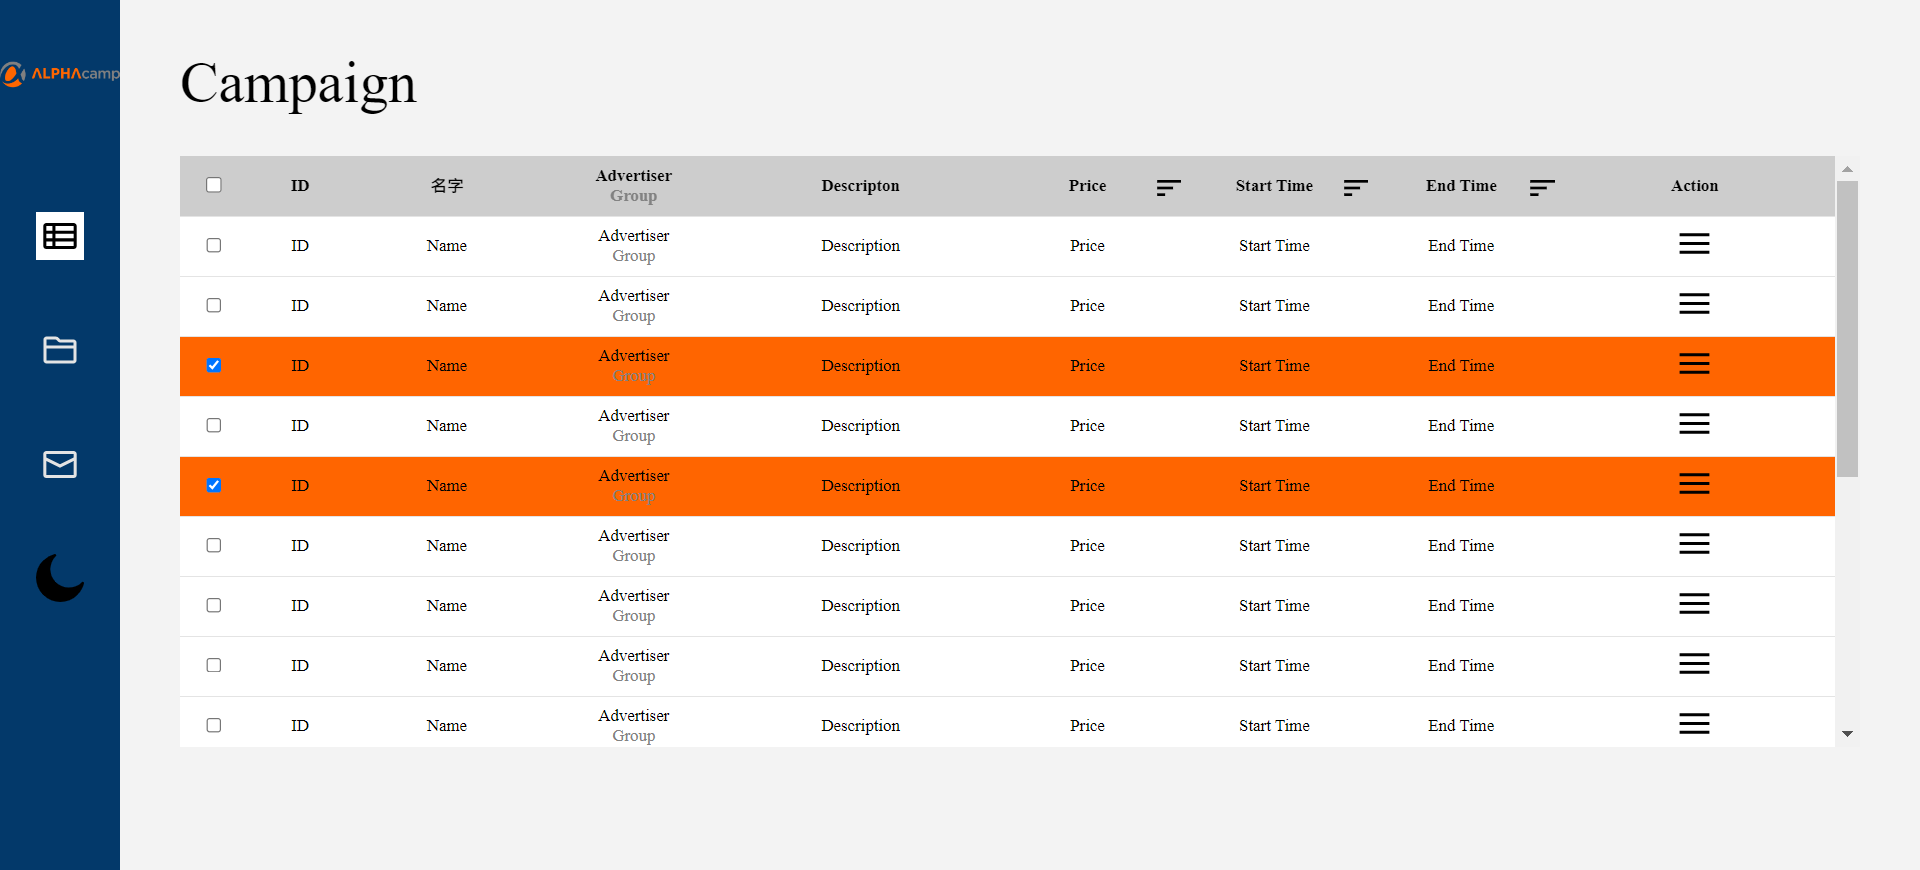 ALPHAcamp
Campaign
ID 名字 Advertiser Descripton Price Start Time End Time Action
Group
ID Name Advertiser Description Price Start Time End Time
Group
ID Name Advertiser Description Price Start Time End Time
Group
ID Name Advertiser Description Price Start Time End Time
Group
ID Name Advertiser Description Price Start Time End Time
Group
ID Name Advertiser Description Price Start Time End Time
Group
ID Name Advertiser Description Price Start Time End Time
Group
ID Name Advertiser Description Price Start Time End Time
Group
ID Name Advertiser Description Price Start Time End Time
Group
ID Name Advertiser Description Price Start Time End Time
Group